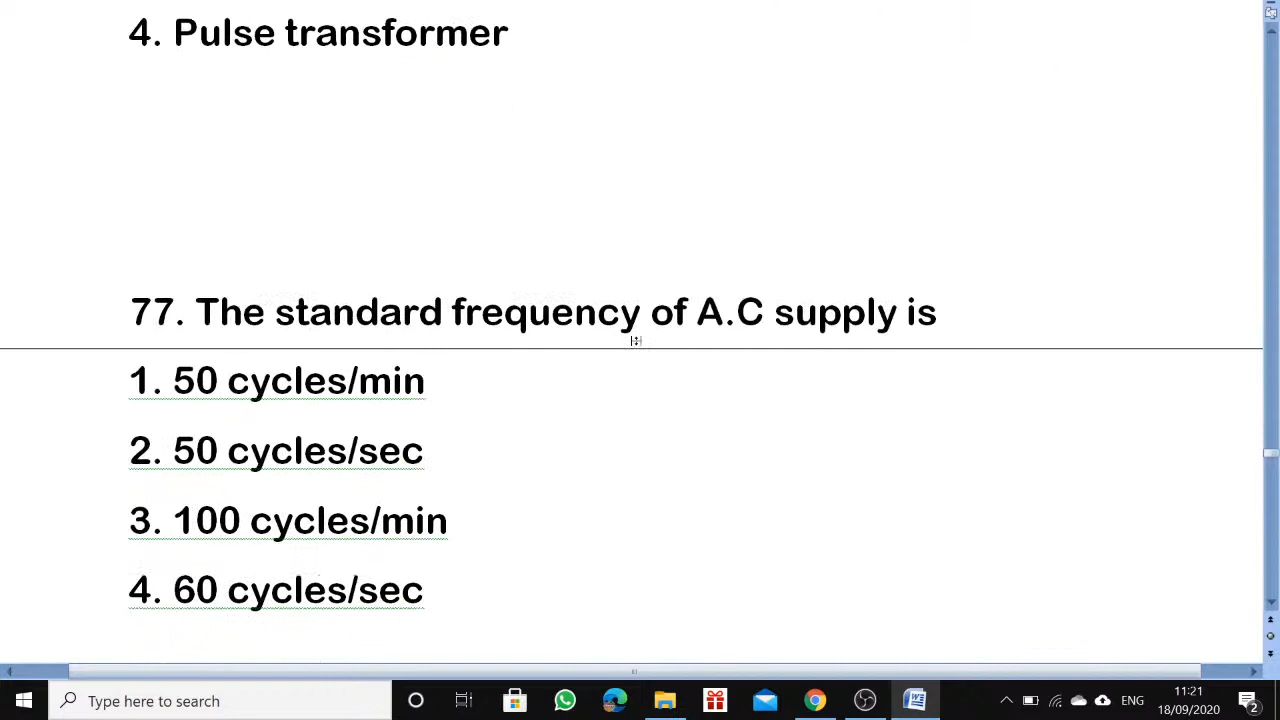 4. Pulse transformer
77. The standard frequency of A.C supply is
1. 50 cycles/min
2. 50 cycles/sec
3. 100 cycles/min
4. 60 cycles/sec
Type here to search
ENG
11:21
18/09/2020
2